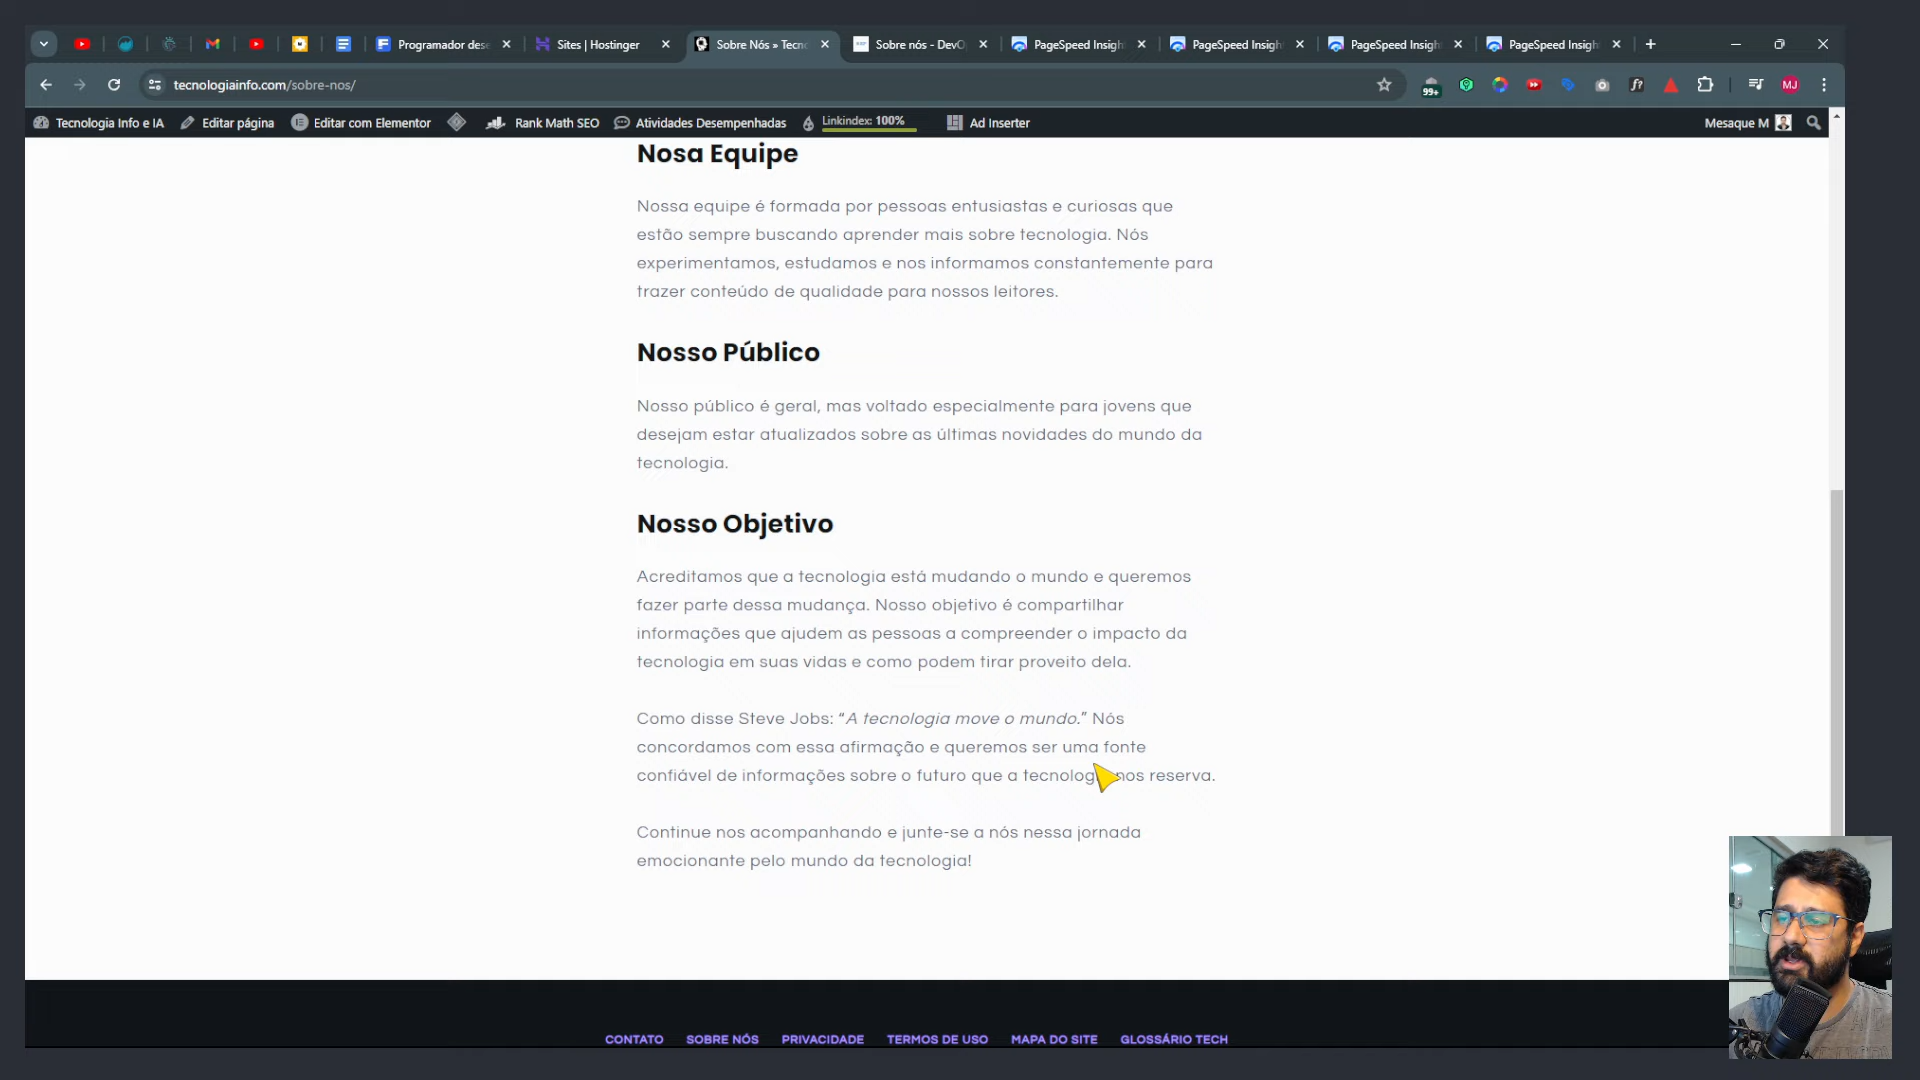 Programador dese
Sites | Hostinger
Sobre Nós » Tecno
Sobre nós - DevO
PageSpeed Insigh
PageSpeed Insigh
PageSpeed Insigh
PageSpeed Insigh
tecnologiainfo.com/sobre-nos/
99+
f?
MJ
Tecnologia Info e IA
Editar página
Editar com Elementor
Rank Math SEO
Atividades Desempenhadas
Linkindex: 100%
Ad Inserter
Mesaque M
Nosa Equipe
Nossa equipe é formada por pessoas entusiastas e curiosas que
estão sempre buscando aprender mais sobre tecnologia. Nós
experimentamos, estudamos e nos informamos constantemente para
trazer conteúdo de qualidade para nossos leitores.
Nosso Público
Nosso público é geral, mas voltado especialmente para jovens que
desejam estar atualizados sobre as últimas novidades do mundo da
tecnologia.
Nosso Objetivo
Acreditamos que a tecnologia está mudando o mundo e queremos
fazer parte dessa mudança. Nosso objetivo é compartilhar
informações que ajudem as pessoas a compreender o impacto da
tecnologia em suas vidas e como podem tirar proveito dela.
Como disse Steve Jobs: “A tecnologia move o mundo.” Nós
concordamos com essa afirmação e queremos ser uma fonte
confiável de informações sobre o futuro que a tecnologia nos reserva.
Continue nos acompanhando e junte-se a nós nessa jornada
emocionante pelo mundo da tecnologia!
CONTATO
SOBRE NÓS
PRIVACIDADE
TERMOS DE USO
MAPA DO SITE
GLOSSÁRIO TECH